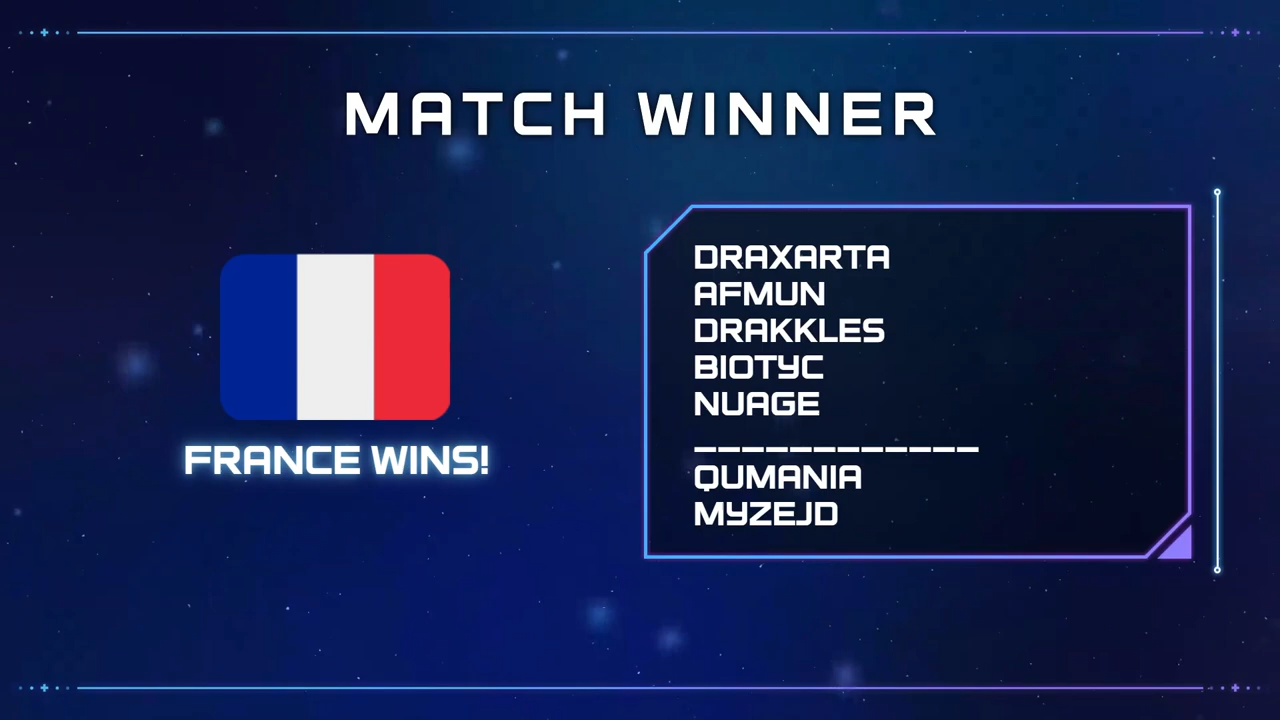 MATCH WINNER
FRANCE WINS!
DRAXARTA
AFMUN
DRAKKLES
BIOTYC
NUAGE
____________
QUMANIA
MYZEJD